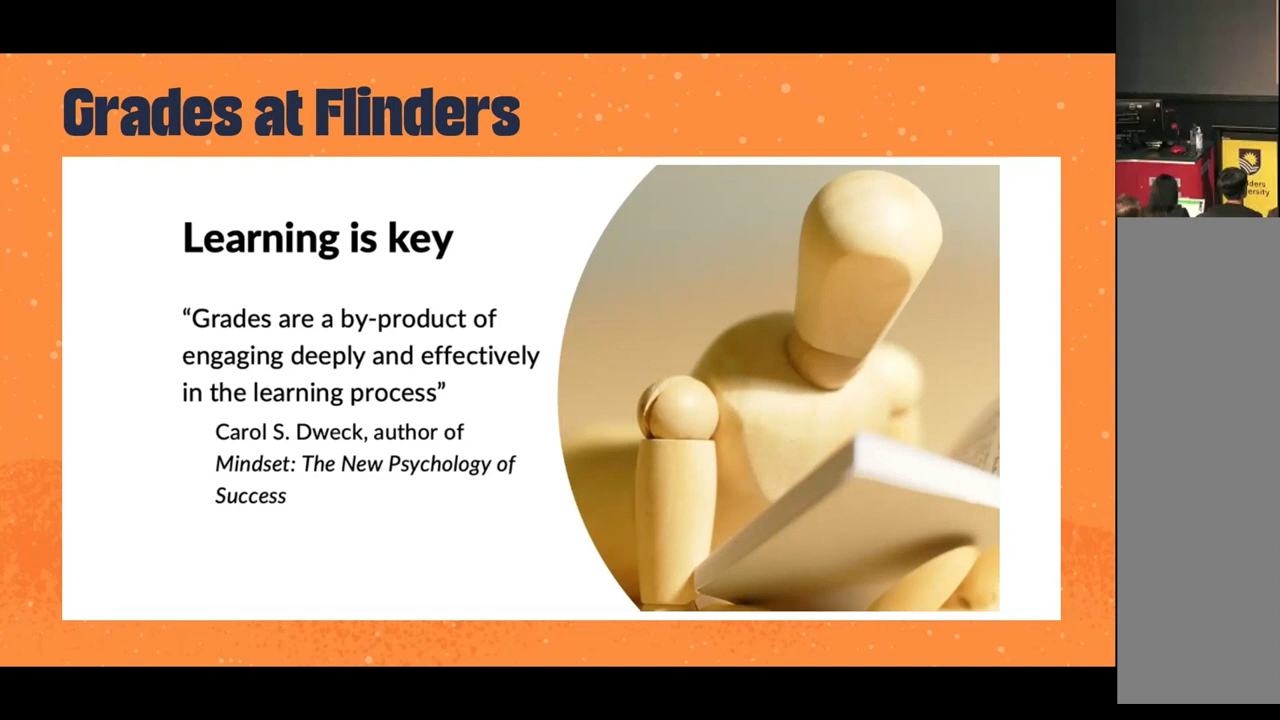 Grades at Flinders
Learning is key
“Grades are a by-product of
engaging deeply and effectively
in the learning process”
Carol S. Dweck, author of
Mindset: The New Psychology of
Success